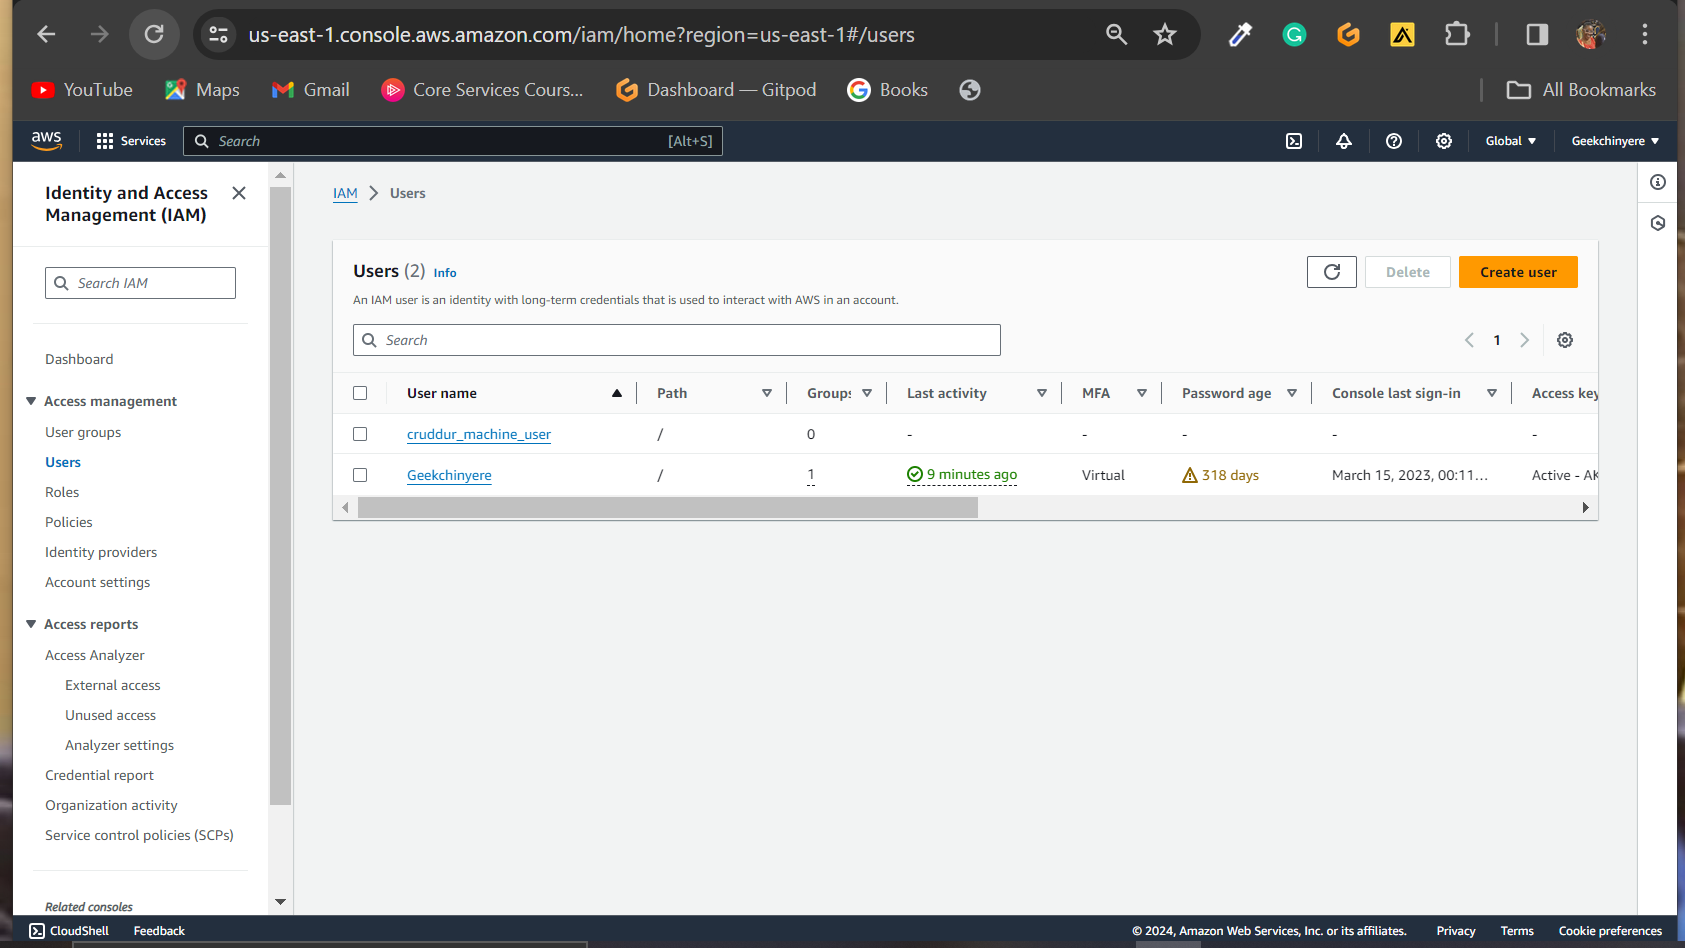 us-east-1.console.aws.amazon.com/iam/home?region=us-east-1#/users
YouTube Maps Gmail Core Services Cours... Dashboard — Gitpod Books All Bookmarks
aws Services Search [Alt+S] Global Geekchinyere
Identity and Access
Management (IAM)
Search IAM
Dashboard
Access management
User groups
Users
Roles
Policies
Identity providers
Account settings
Access reports
Access Analyzer
External access
Unused access
Analyzer settings
Credential report
Organization activity
Service control policies (SCPs)
Related consoles
IAM > Users
Users (2) Info
Delete Create user
An IAM user is an identity with long-term credentials that is used to interact with AWS in an account.
Search
1
User name Path Groups Last activity MFA Password age Console last sign-in Access key
cruddur_machine_user / 0 - - - - -
Geekchinyere / 1 9 minutes ago Virtual 318 days March 15, 2023, 00:11... Active - AK
CloudShell Feedback © 2024, Amazon Web Services, Inc. or its affiliates. Privacy Terms Cookie preferences